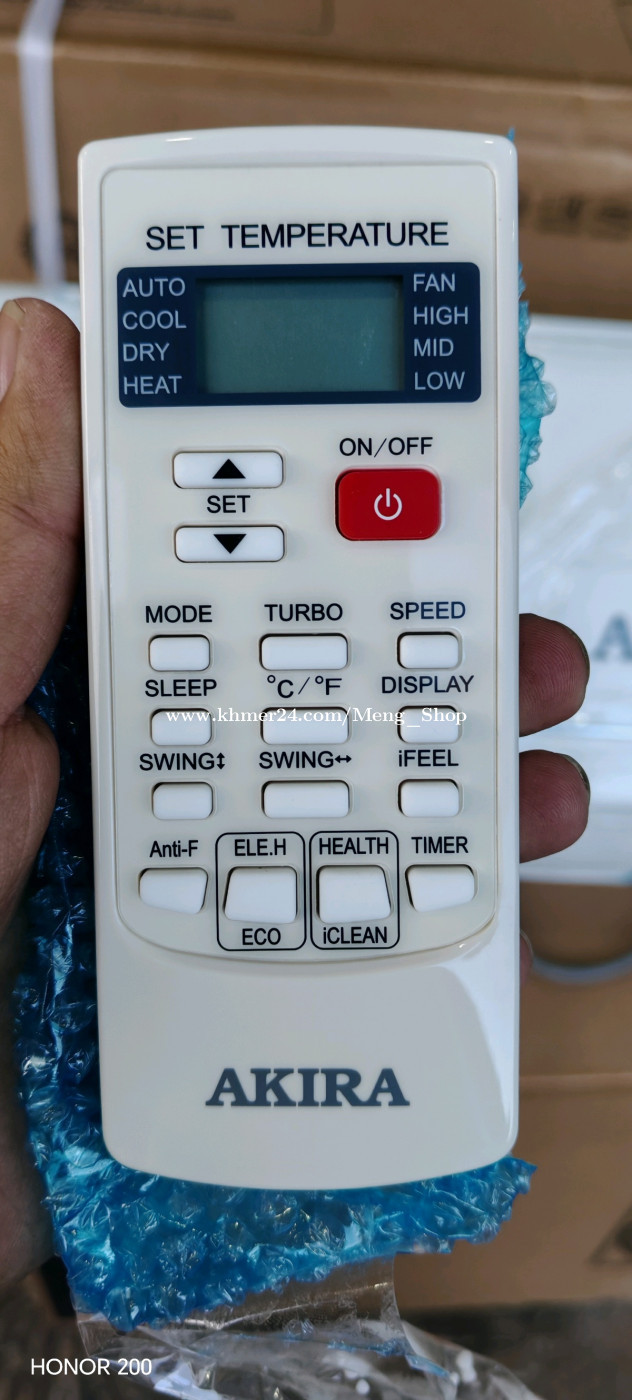 SET TEMPERATURE
AUTO
COOL
DRY
HEAT
FAN
HIGH
MID
LOW
ON/OFF
SET
MODE TURBO SPEED
SLEEP °C/°F DISPLAY
www.khmer24.com/Meng_Shop
SWING↕ SWING↔ iFEEL
Anti-F ELE.H HEALTH TIMER
ECO iCLEAN
AKIRA
HONOR 200